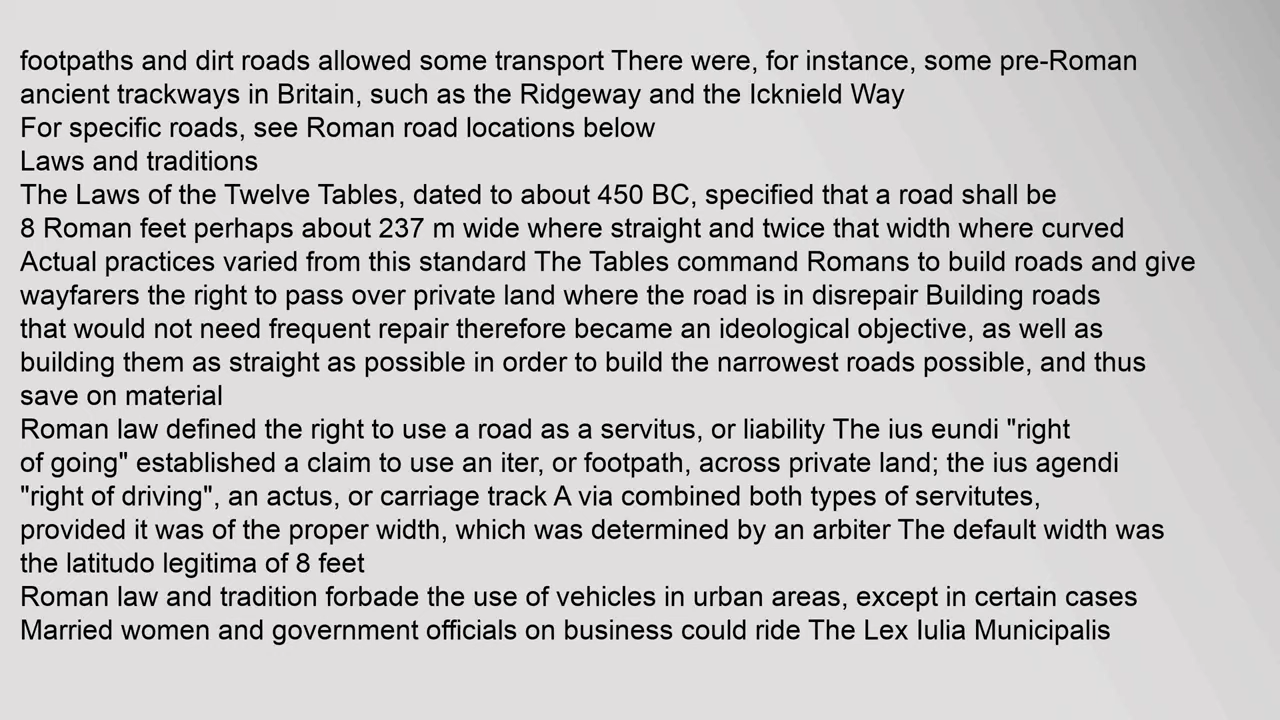 footpaths and dirt roads allowed some transport There were, for instance, some pre-Roman
ancient trackways in Britain, such as the Ridgeway and the Icknield Way
For specific roads, see Roman road locations below
Laws and traditions
The Laws of the Twelve Tables, dated to about 450 BC, specified that a road shall be
8 Roman feet perhaps about 237 m wide where straight and twice that width where curved
Actual practices varied from this standard The Tables command Romans to build roads and give
wayfarers the right to pass over private land where the road is in disrepair Building roads
that would not need frequent repair therefore became an ideological objective, as well as
building them as straight as possible in order to build the narrowest roads possible, and thus
save on material
Roman law defined the right to use a road as a servitus, or liability The ius eundi "right
of going" established a claim to use an iter, or footpath, across private land; the ius agendi
"right of driving", an actus, or carriage track A via combined both types of servitutes,
provided it was of the proper width, which was determined by an arbiter The default width was
the latitudo legitima of 8 feet
Roman law and tradition forbade the use of vehicles in urban areas, except in certain cases
Married women and government officials on business could ride The Lex Iulia Municipalis